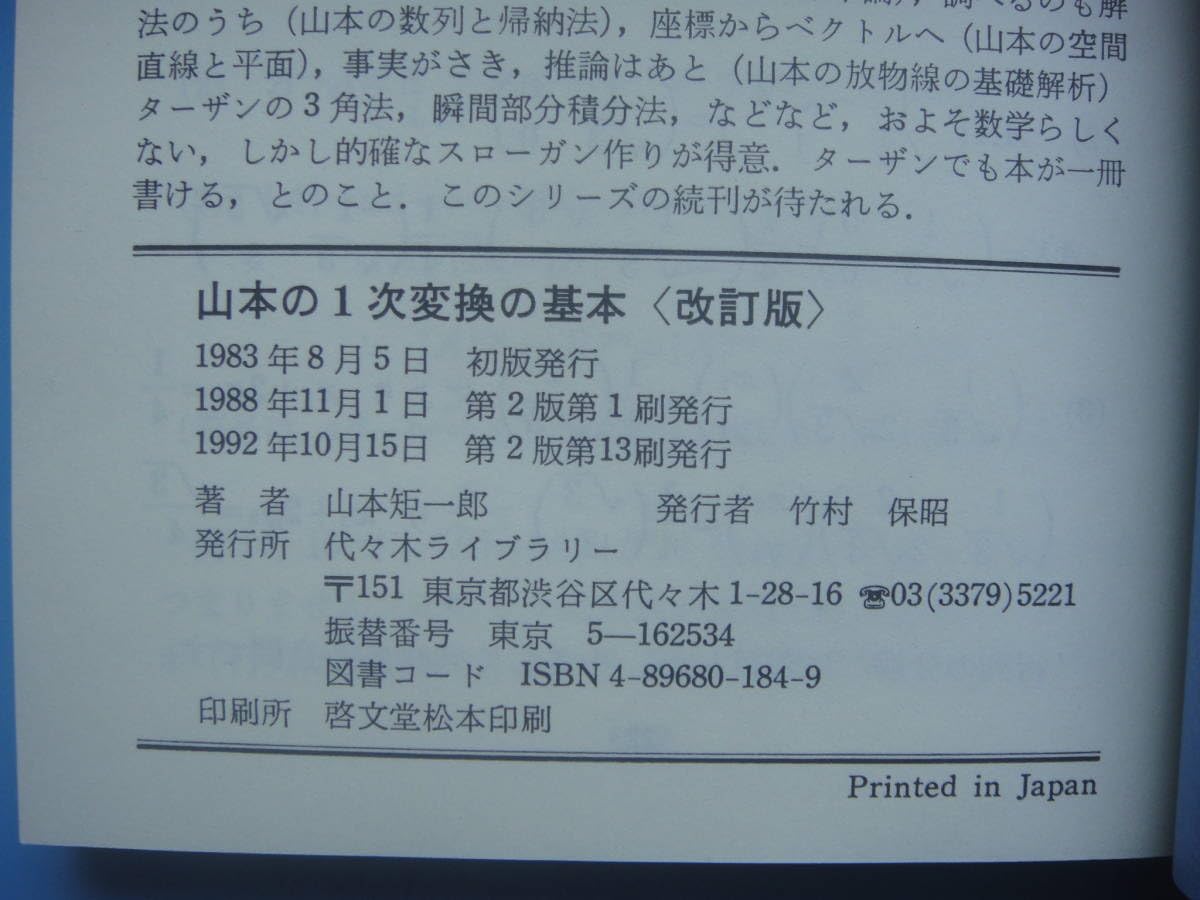 調べるのも解
法のうち(山本の数列と帰納法),座標からベクトルへ(山本の空間
直線と平面),事実がさき,推論はあと(山本の放物線の基礎解析)
ターザンの3角法,瞬間部分積分法,などなど,およそ数学らしく
ない,しかし的確なスローガン作りが得意.ターザンでも本が一冊
書ける,とのこと.このシリーズの続刊が待たれる.
山本の1次変換の基本〈改訂版〉
1983年8月5日 初版発行
1988年11月1日 第2版第1刷発行
1992年10月15日 第2版第13刷発行
著 者 山本矩一郎 発行者 竹村 保昭
発行所 代々木ライブラリー
〒151 東京都渋谷区代々木1-28-16 ☎03(3379)5221
振替番号 東京 5―162534
図書コード ISBN 4-89680-184-9
印刷所 啓文堂松本印刷
Printed in Japan